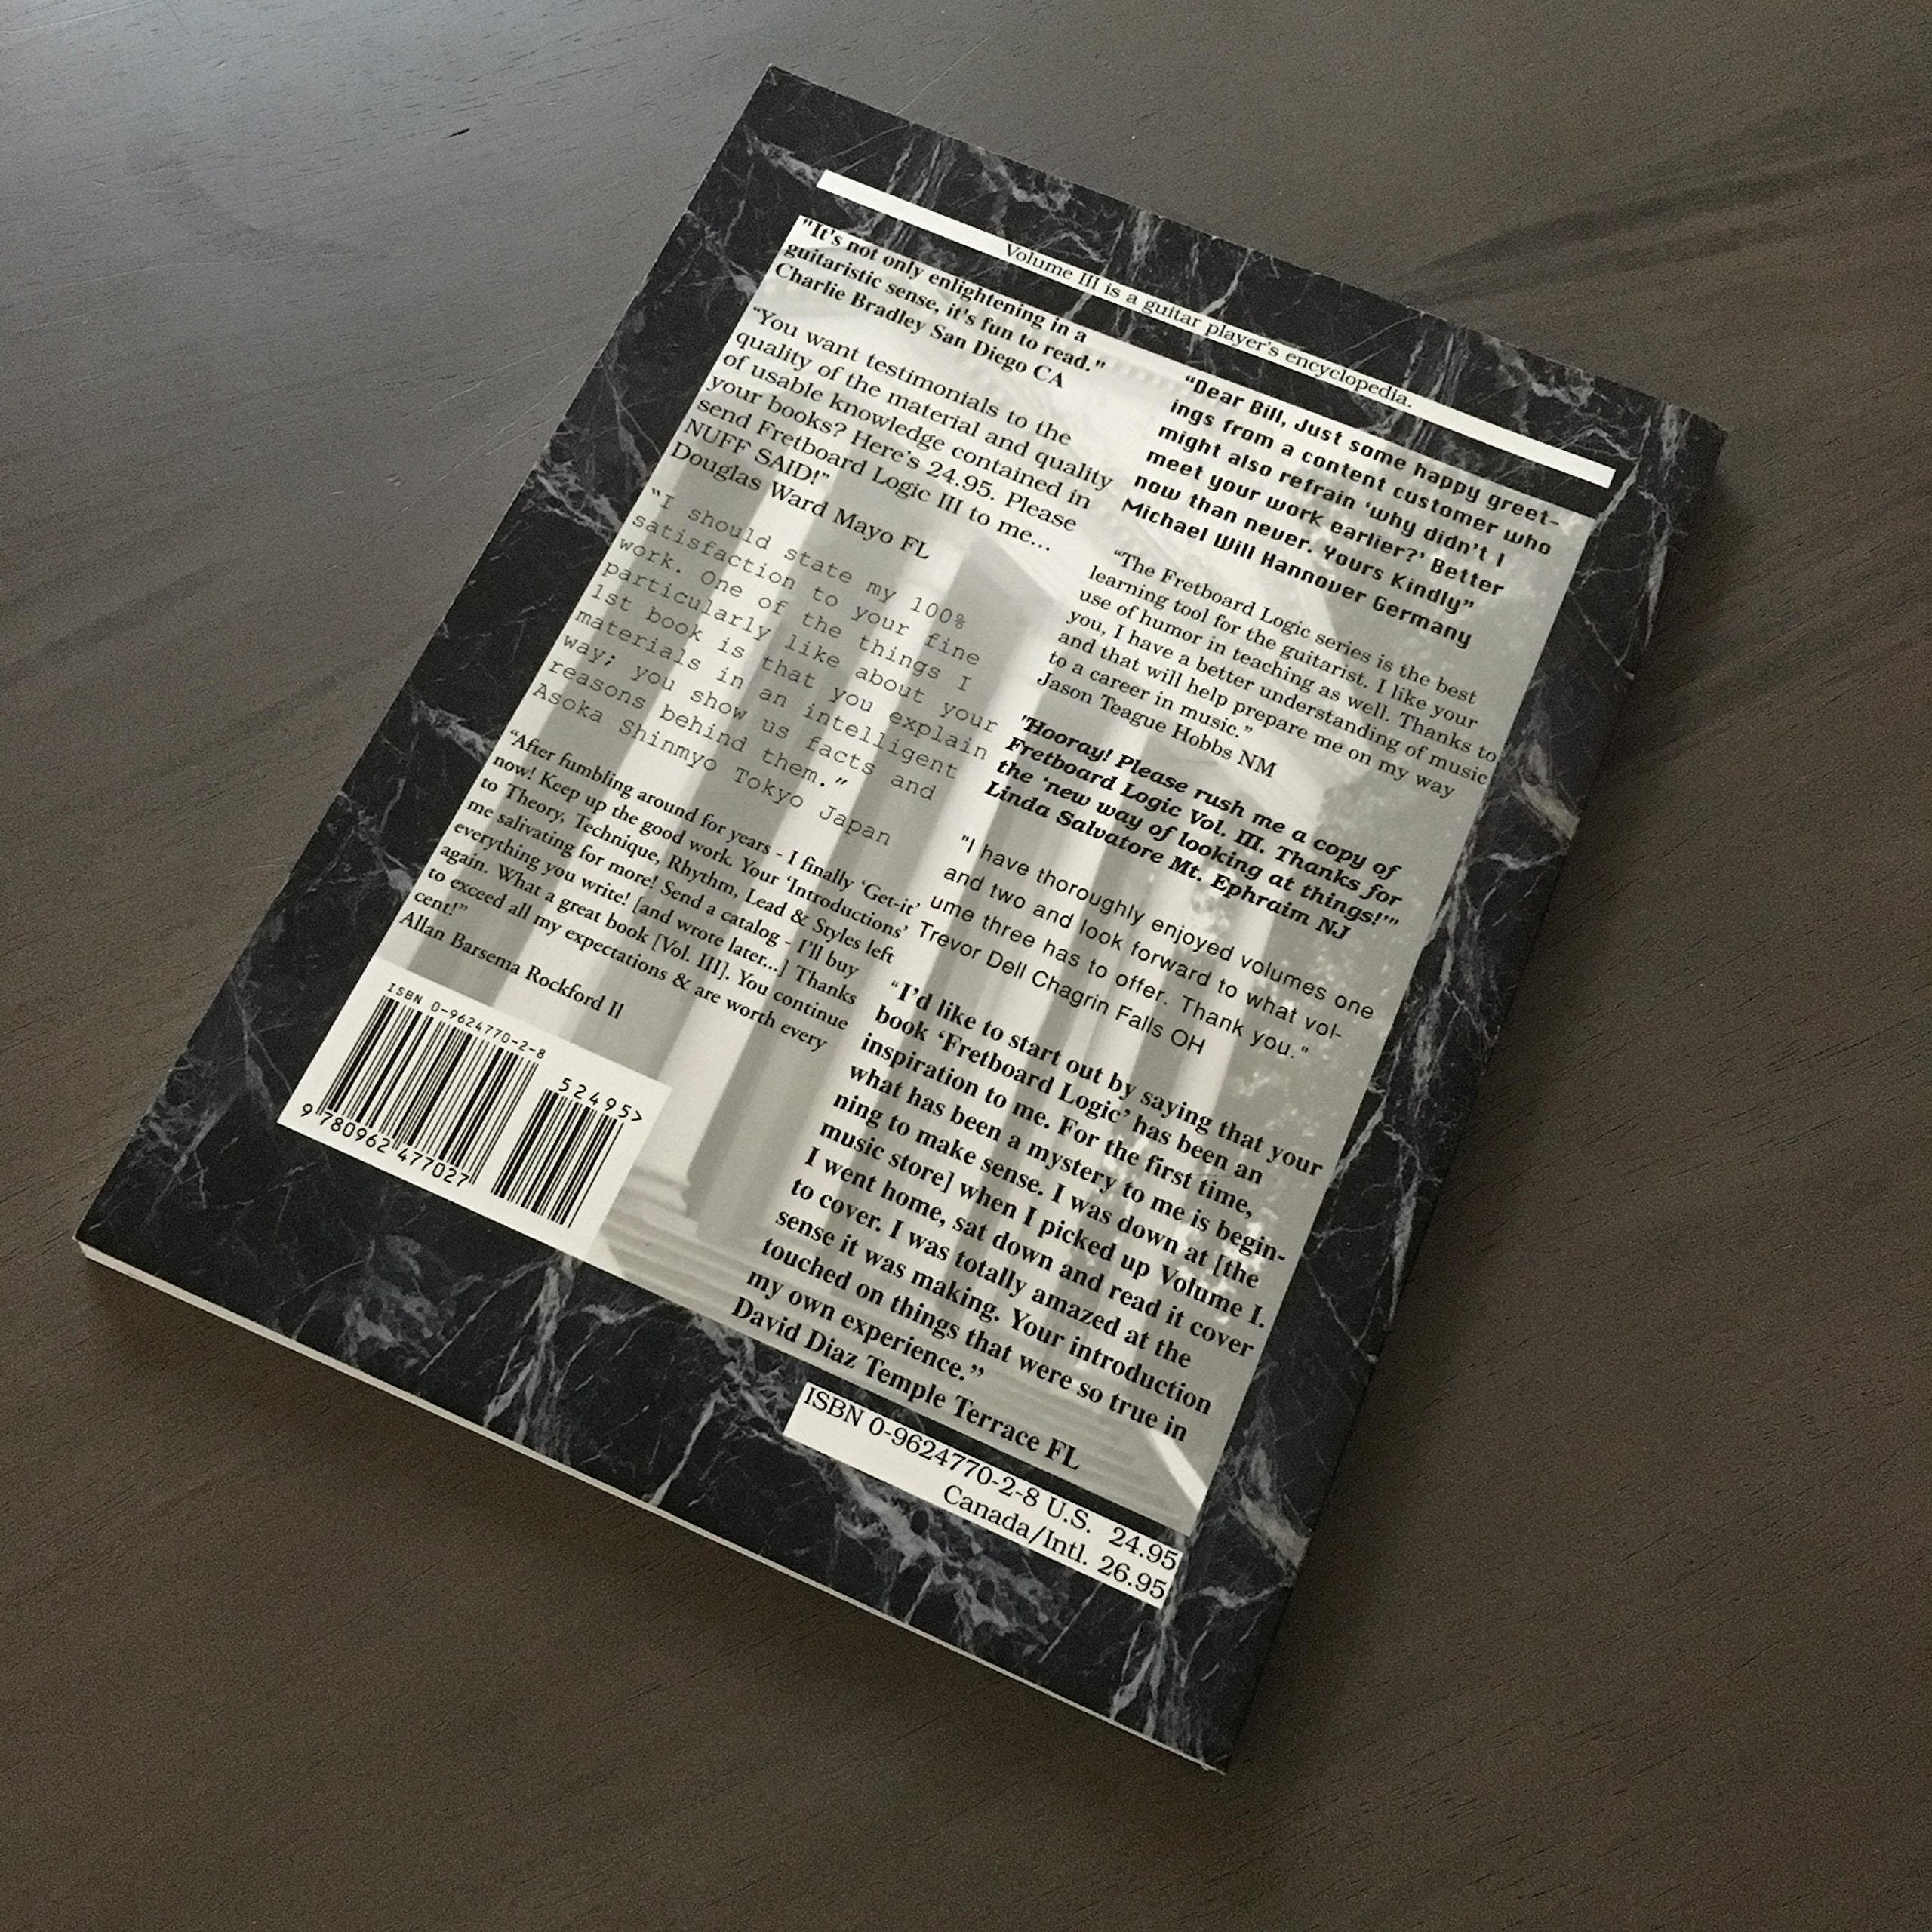 Volume III is a guitar player's encyclopedia.
"It's not only enlightening in a
guitaristic sense, it's fun to read."
Charlie Bradley San Diego CA
“You want testimonials to the
quality of the material and quality
of usable knowledge contained in
your books? Here's 24.95. Please
send Fretboard Logic III to me...
NUFF SAID!”
Douglas Ward Mayo FL
“I should state my 100%
satisfaction to your fine
work. One of the things I
particularly like about your
1st book is that you explain
materials in an intelligent
way; you show us facts and
reasons behind them.”
Asoka Shinmyo Tokyo Japan
“After fumbling around for years - I finally ‘Get-it’
now! Keep up the good work. Your ‘Introductions’
to Theory, Technique, Rhythm, Lead & Styles left
me salivating for more! Send a catalog - I’ll buy
everything you write! [and wrote later...] Thanks
again. What a great book [Vol. III]. You continue
to exceed all my expectations & are worth every
cent!”
Allan Barsema Rockford Il
ISBN 0-9624770-2-8
52495>
9 780962 477027
“Dear Bill, Just some happy greet-
ings from a content customer who
might also refrain ‘why didn’t I
meet your work earlier?’ Better
now than never. Yours Kindly”
Michael Will Hannover Germany
“The Fretboard Logic series is the best
learning tool for the guitarist. I like your
use of humor in teaching as well. Thanks to
you, I have a better understanding of music
and that will help prepare me on my way
to a career in music.”
Jason Teague Hobbs NM
"Hooray! Please rush me a copy of
Fretboard Logic Vol. III. Thanks for
the ‘new way of looking at things!’"
Linda Salvatore Mt. Ephraim NJ
"I have thoroughly enjoyed volumes one
and two and look forward to what vol-
ume three has to offer. Thank you."
Trevor Dell Chagrin Falls OH
“I’d like to start out by saying that your
book ‘Fretboard Logic’ has been an
inspiration to me. For the first time,
what has been a mystery to me is begin-
ning to make sense. I was down at [the
music store] when I picked up Volume I.
I went home, sat down and read it cover
to cover. I was totally amazed at the
sense it was making. Your introduction
touched on things that were so true in
my own experience.”
David Diaz Temple Terrace FL
ISBN 0-9624770-2-8 U.S. 24.95
Canada/Intl. 26.95